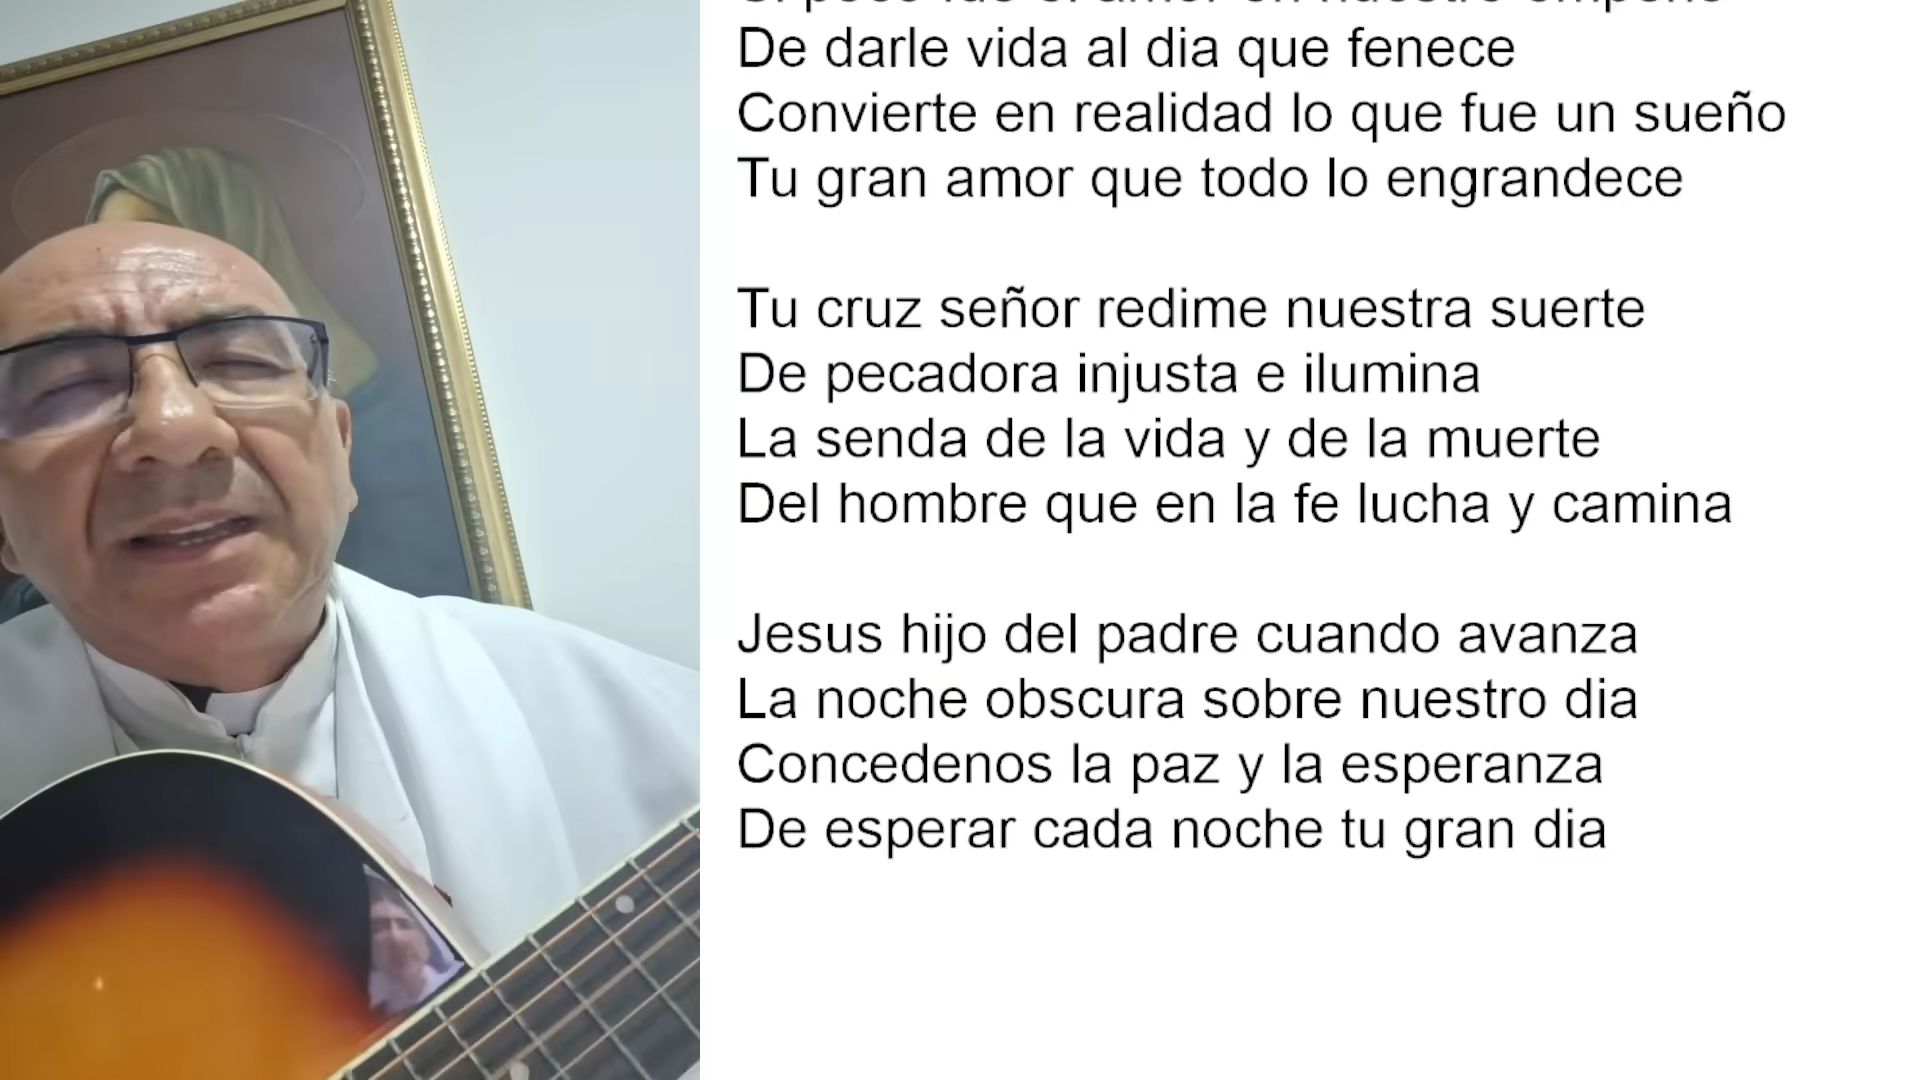 De darle vida al dia que fenece
Convierte en realidad lo que fue un sueño
Tu gran amor que todo lo engrandece
Tu cruz señor redime nuestra suerte
De pecadora injusta e ilumina
La senda de la vida y de la muerte
Del hombre que en la fe lucha y camina
Jesus hijo del padre cuando avanza
La noche obscura sobre nuestro dia
Concedenos la paz y la esperanza
De esperar cada noche tu gran dia